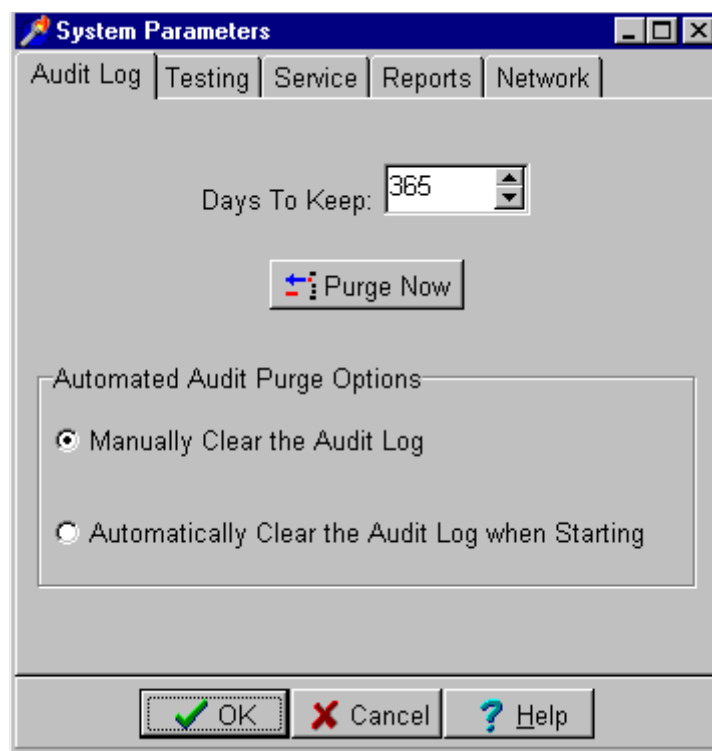 System Parameters
Audit Log Testing Service Reports Network
Days To Keep: 365
Purge Now
Automated Audit Purge Options
Manually Clear the Audit Log
Automatically Clear the Audit Log when Starting
OK Cancel Help